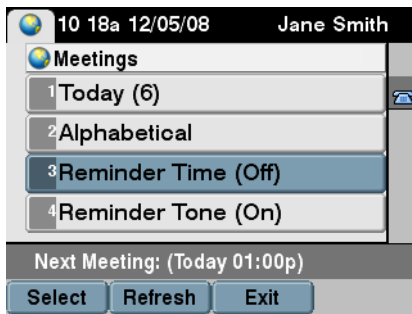 10 18a 12/05/08 Jane Smith
Meetings
1 Today (6)
2 Alphabetical
3 Reminder Time (Off)
4 Reminder Tone (On)
Next Meeting: (Today 01:00p)
Select Refresh Exit